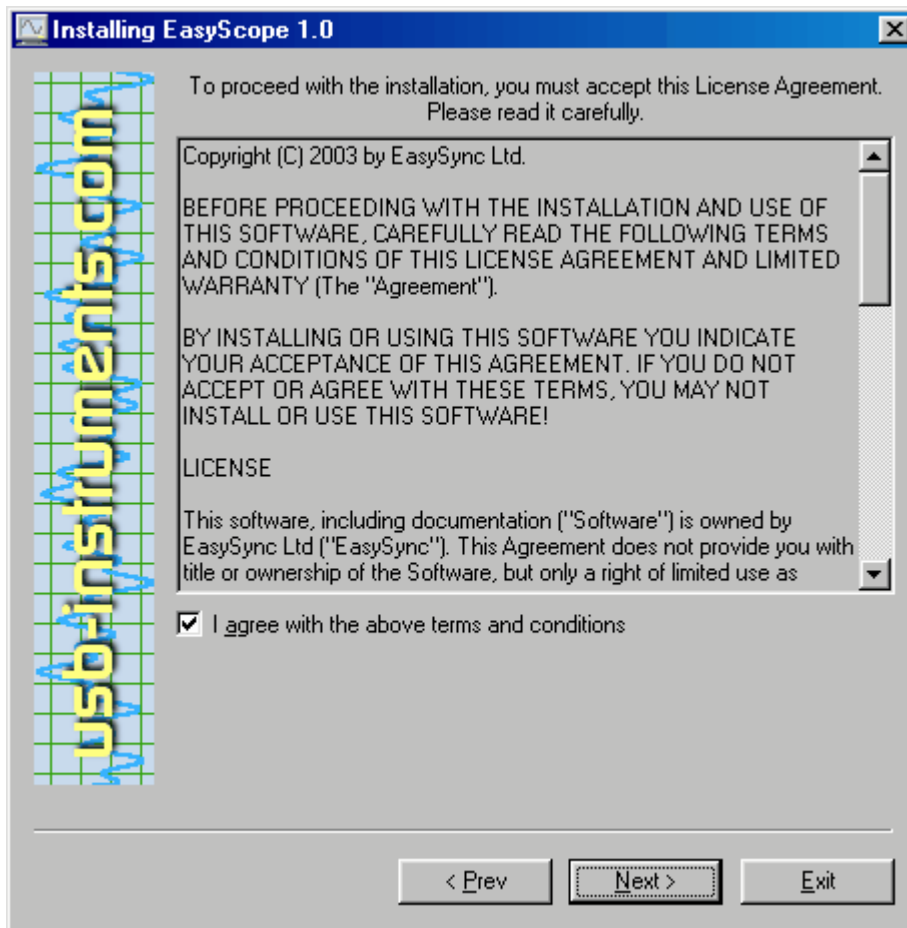 Installing EasyScope 1.0
usb-instruments.com
To proceed with the installation, you must accept this License Agreement.
Please read it carefully.
Copyright (C) 2003 by EasySync Ltd.
BEFORE PROCEEDING WITH THE INSTALLATION AND USE OF
THIS SOFTWARE, CAREFULLY READ THE FOLLOWING TERMS
AND CONDITIONS OF THIS LICENSE AGREEMENT AND LIMITED
WARRANTY (The "Agreement").
BY INSTALLING OR USING THIS SOFTWARE YOU INDICATE
YOUR ACCEPTANCE OF THIS AGREEMENT. IF YOU DO NOT
ACCEPT OR AGREE WITH THESE TERMS, YOU MAY NOT
INSTALL OR USE THIS SOFTWARE!
LICENSE
This software, including documentation ("Software") is owned by
EasySync Ltd ("EasySync"). This Agreement does not provide you with
title or ownership of the Software, but only a right of limited use as
I agree with the above terms and conditions
< Prev
Next >
Exit